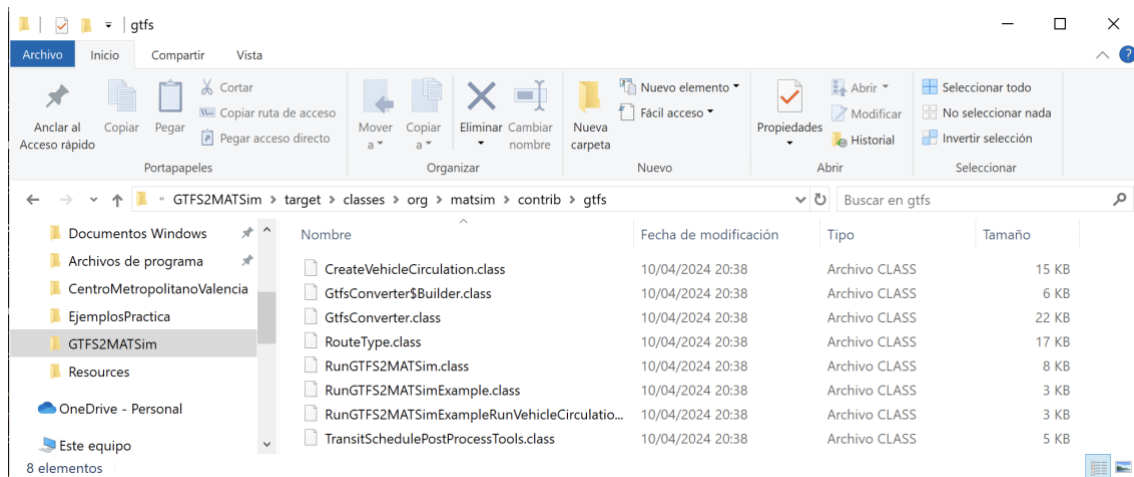 gtfs
Archivo Inicio Compartir Vista
Anclar al Acceso rápido
Copiar
Pegar
Cortar
Copiar ruta de acceso
Pegar acceso directo
Portapapeles
Mover a
Copiar a
Eliminar
Cambiar nombre
Organizar
Nueva carpeta
Nuevo elemento
Fácil acceso
Nuevo
Propiedades
Abrir
Modificar
Historial
Abrir
Seleccionar todo
No seleccionar nada
Invertir selección
Seleccionar
« GTFS2MATSim > target > classes > org > matsim > contrib > gtfs
Buscar en gtfs
Documentos Windows
Archivos de programa
CentroMetropolitanoValencia
EjemplosPractica
GTFS2MATSim
Resources
OneDrive - Personal
Este equipo
Nombre Fecha de modificación Tipo Tamaño
CreateVehicleCirculation.class 10/04/2024 20:38 Archivo CLASS 15 KB
GtfsConverter$Builder.class 10/04/2024 20:38 Archivo CLASS 6 KB
GtfsConverter.class 10/04/2024 20:38 Archivo CLASS 22 KB
RouteType.class 10/04/2024 20:38 Archivo CLASS 17 KB
RunGTFS2MATSim.class 10/04/2024 20:38 Archivo CLASS 8 KB
RunGTFS2MATSimExample.class 10/04/2024 20:38 Archivo CLASS 3 KB
RunGTFS2MATSimExampleRunVehicleCirculatio... 10/04/2024 20:38 Archivo CLASS 3 KB
TransitSchedulePostProcessTools.class 10/04/2024 20:38 Archivo CLASS 5 KB
8 elementos